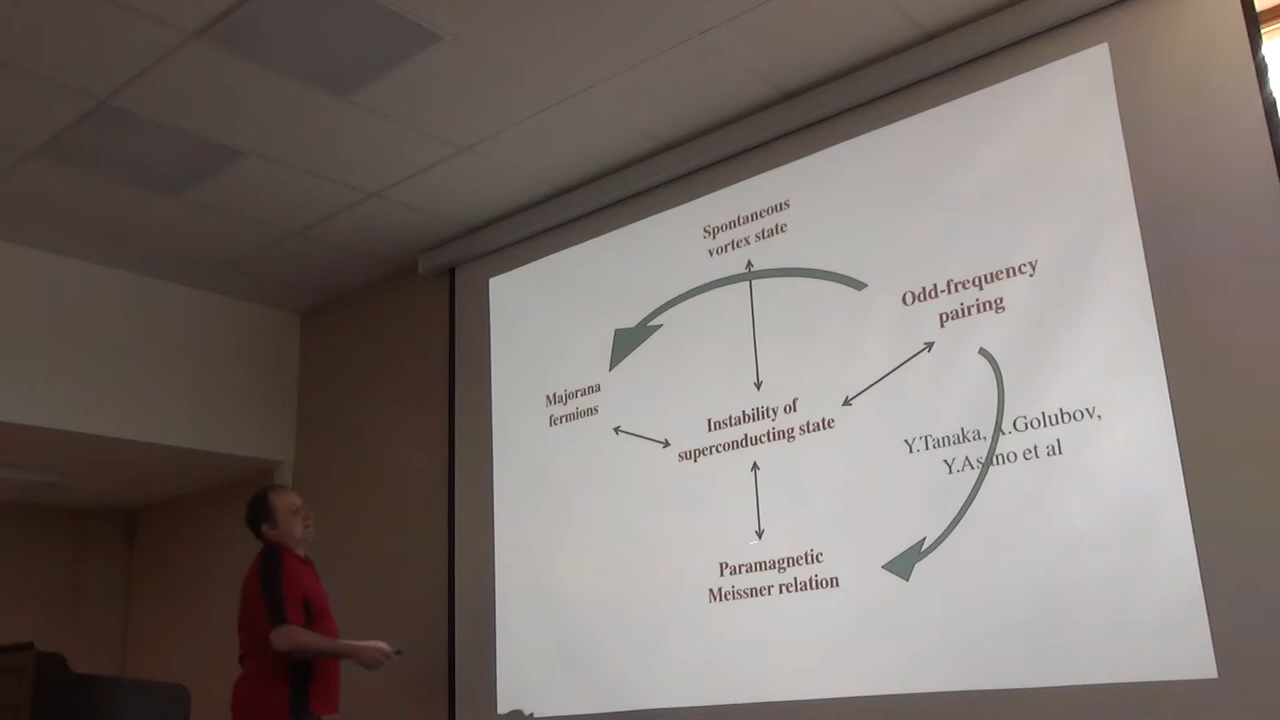 Spontaneous
vortex state
Odd-frequency
pairing
Majorana
fermions
Instability of
superconducting state
Y.Tanaka, A.Golubov,
Y.Asano et al
Paramagnetic
Meissner relation